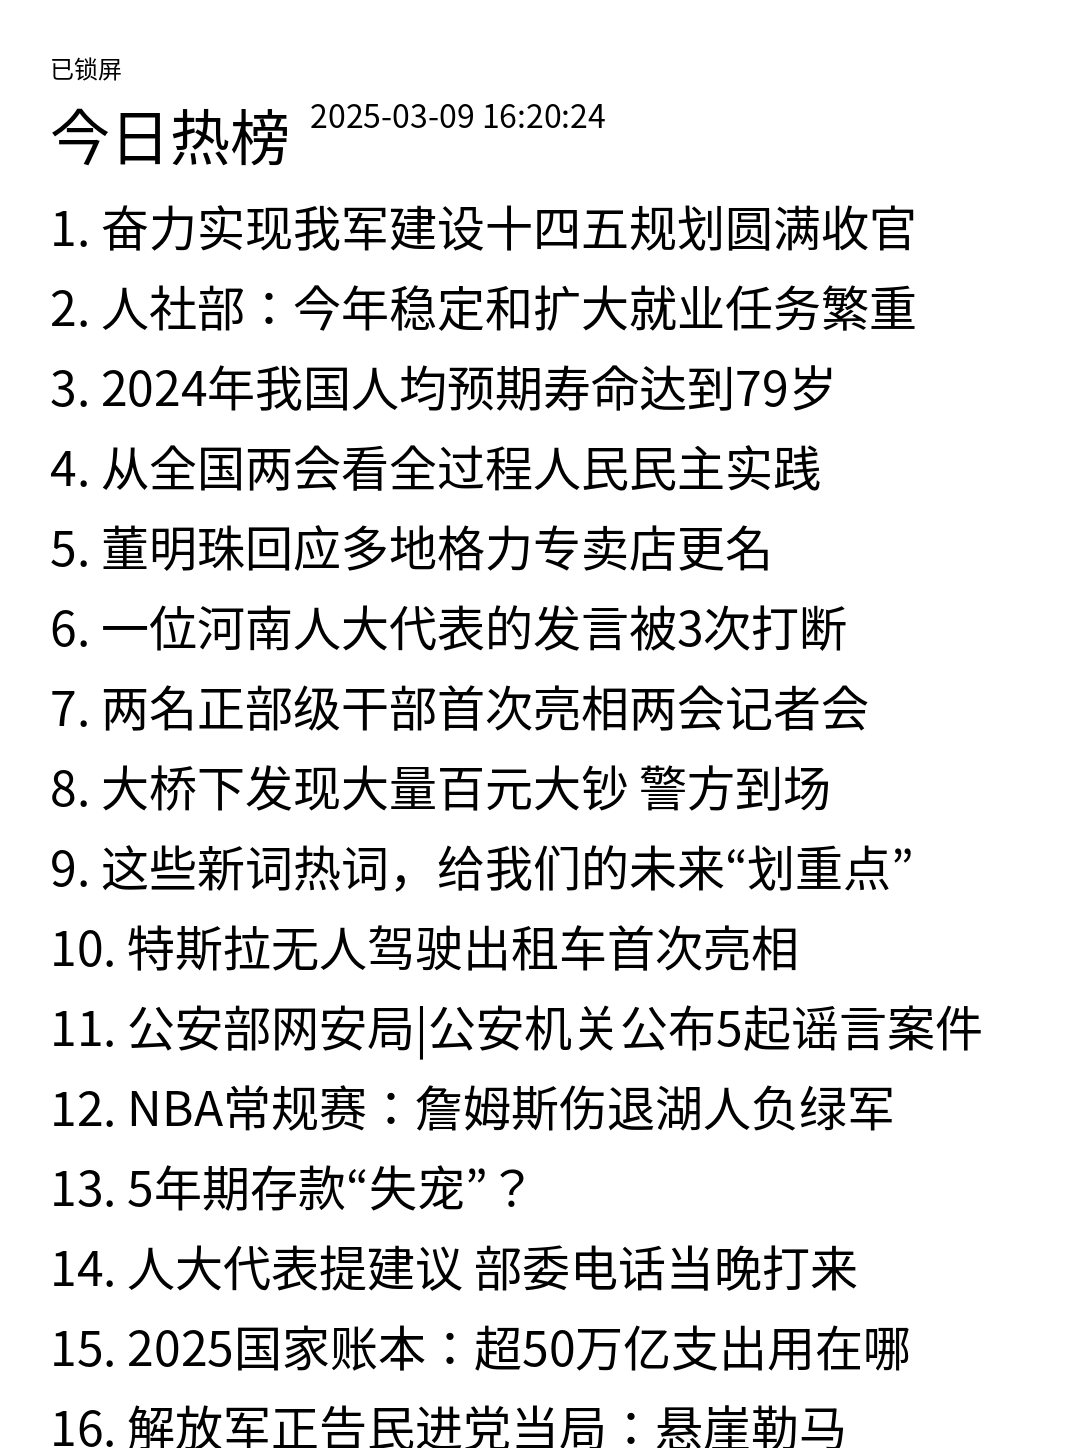 已锁屏
今日热榜 2025-03-09 16:20:24
1. 奋力实现我军建设十四五规划圆满收官
2. 人社部：今年稳定和扩大就业任务繁重
3. 2024年我国人均预期寿命达到79岁
4. 从全国两会看全过程人民民主实践
5. 董明珠回应多地格力专卖店更名
6. 一位河南人大代表的发言被3次打断
7. 两名正部级干部首次亮相两会记者会
8. 大桥下发现大量百元大钞 警方到场
9. 这些新词热词，给我们的未来“划重点”
10. 特斯拉无人驾驶出租车首次亮相
11. 公安部网安局|公安机关公布5起谣言案件
12. NBA常规赛：詹姆斯伤退湖人负绿军
13. 5年期存款“失宠”？
14. 人大代表提建议 部委电话当晚打来
15. 2025国家账本：超50万亿支出用在哪
16. 解放军正告民进党当局：悬崖勒马